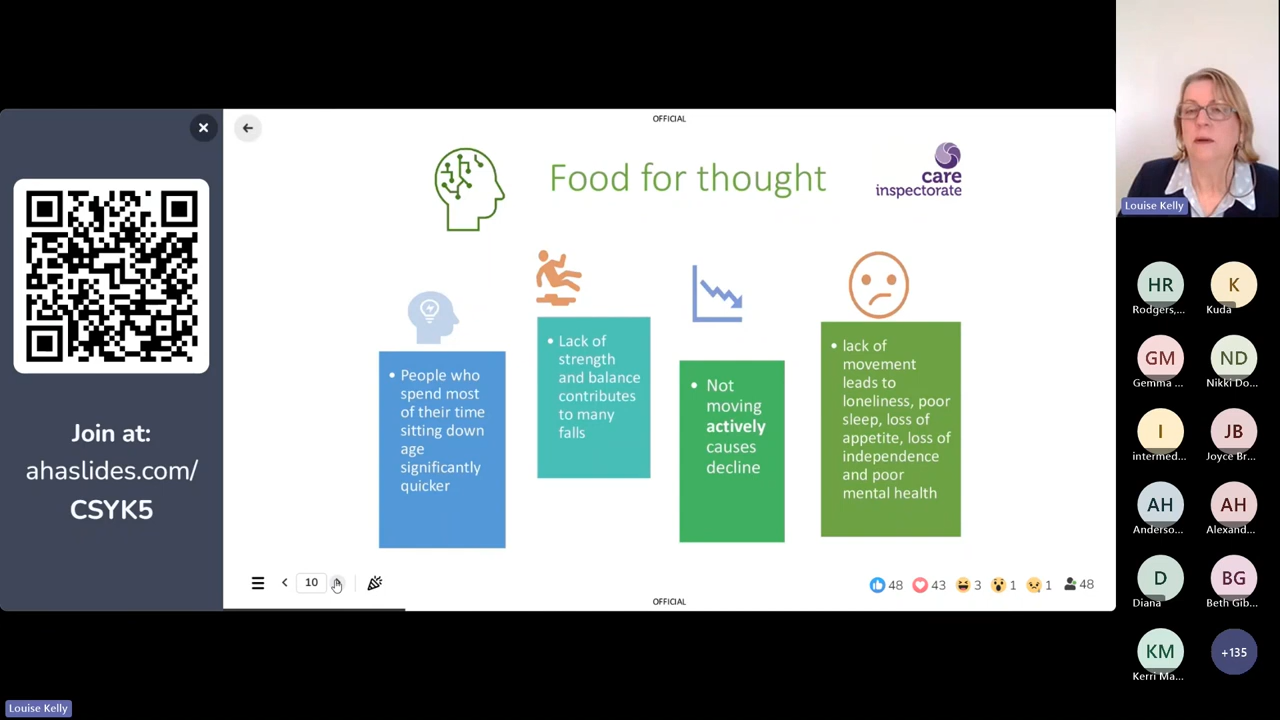 OFFICIAL
Food for thought
care
inspectorate
• People who
spend most
of their time
sitting down
age
significantly
quicker
• Lack of
strength
and balance
contributes
to many
falls
• Not
moving
actively
causes
decline
• lack of
movement
leads to
loneliness, poor
sleep, loss of
appetite, loss of
independence
and poor
mental health
Join at:
ahaslides.com/
CSYK5
10
48
43
3
1
1
48
OFFICIAL
Louise Kelly
HR
Rodgers,...
K
Kuda
GM
Gemma ...
ND
Nikki Do...
I
intermed...
JB
Joyce Br...
AH
Anderso...
AH
Alexand...
D
Diana
BG
Beth Gib...
KM
Kerri Ma...
+135
Louise Kelly